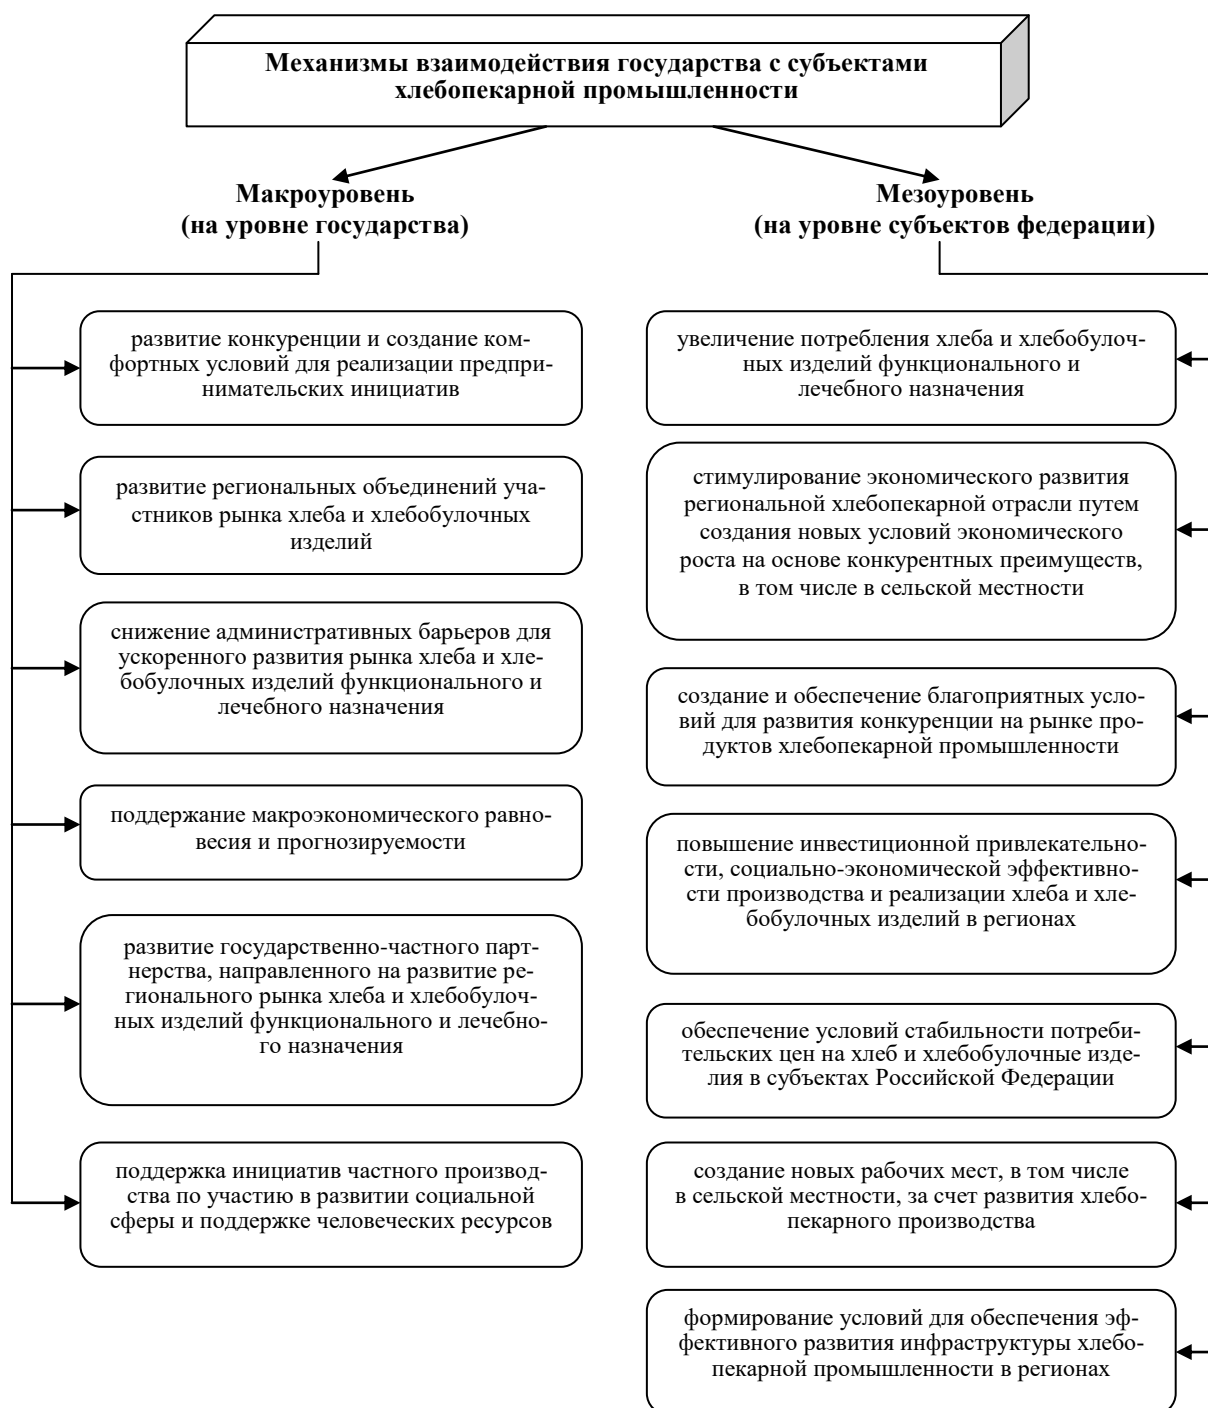 Механизмы взаимодействия государства с субъектами
хлебопекарной промышленности
Макроуровень
(на уровне государства)
развитие конкуренции и создание ком-
фортных условий для реализации предпри-
нимательских инициатив
развитие региональных объединений уча-
стников рынка хлеба и хлебобулочных
изделий
снижение административных барьеров для
ускоренного развития рынка хлеба и хле-
бобулочных изделий функционального и
лечебного назначения
поддержание макроэкономического равно-
весия и прогнозируемости
развитие государственно-частного парт-
нерства, направленного на развитие ре-
гионального рынка хлеба и хлебобулоч-
ных изделий функционального и лечебно-
го назначения
поддержка инициатив частного производ-
ства по участию в развитии социальной
сферы и поддержке человеческих ресурсов
Мезоуровень
(на уровне субъектов федерации)
увеличение потребления хлеба и хлебобулоч-
ных изделий функционального и
лечебного назначения
стимулирование экономического развития
региональной хлебопекарной отрасли путем
создания новых условий экономического
роста на основе конкурентных преимуществ,
в том числе в сельской местности
создание и обеспечение благоприятных усло-
вий для развития конкуренции на рынке про-
дуктов хлебопекарной промышленности
повышение инвестиционной привлекательно-
сти, социально-экономической эффективно-
сти производства и реализации хлеба и хле-
бобулочных изделий в регионах
обеспечение условий стабильности потреби-
тельских цен на хлеб и хлебобулочные изде-
лия в субъектах Российской Федерации
создание новых рабочих мест, в том числе
в сельской местности, за счет развития хлебо-
пекарного производства
формирование условий для обеспечения эф-
фективного развития инфраструктуры хлебо-
пекарной промышленности в регионах